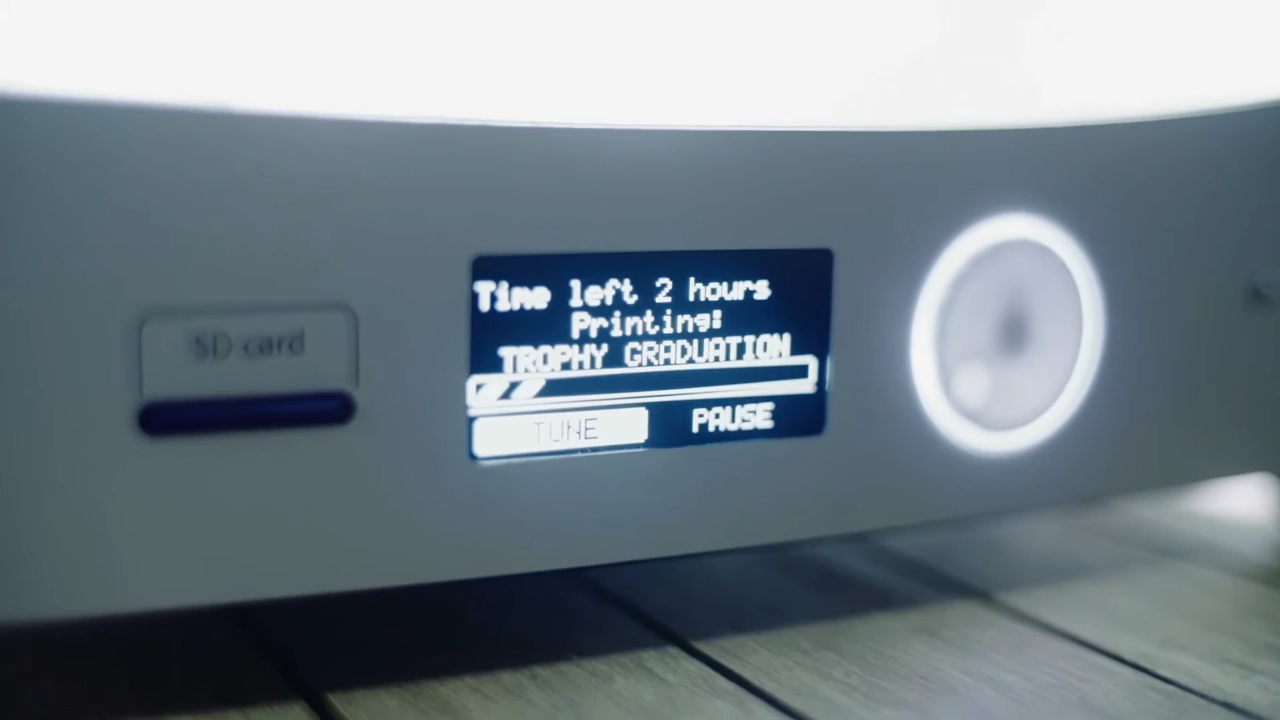 SD card
Time left 2 hours
Printing:
TROPHY GRADUATION
TUNE PAUSE